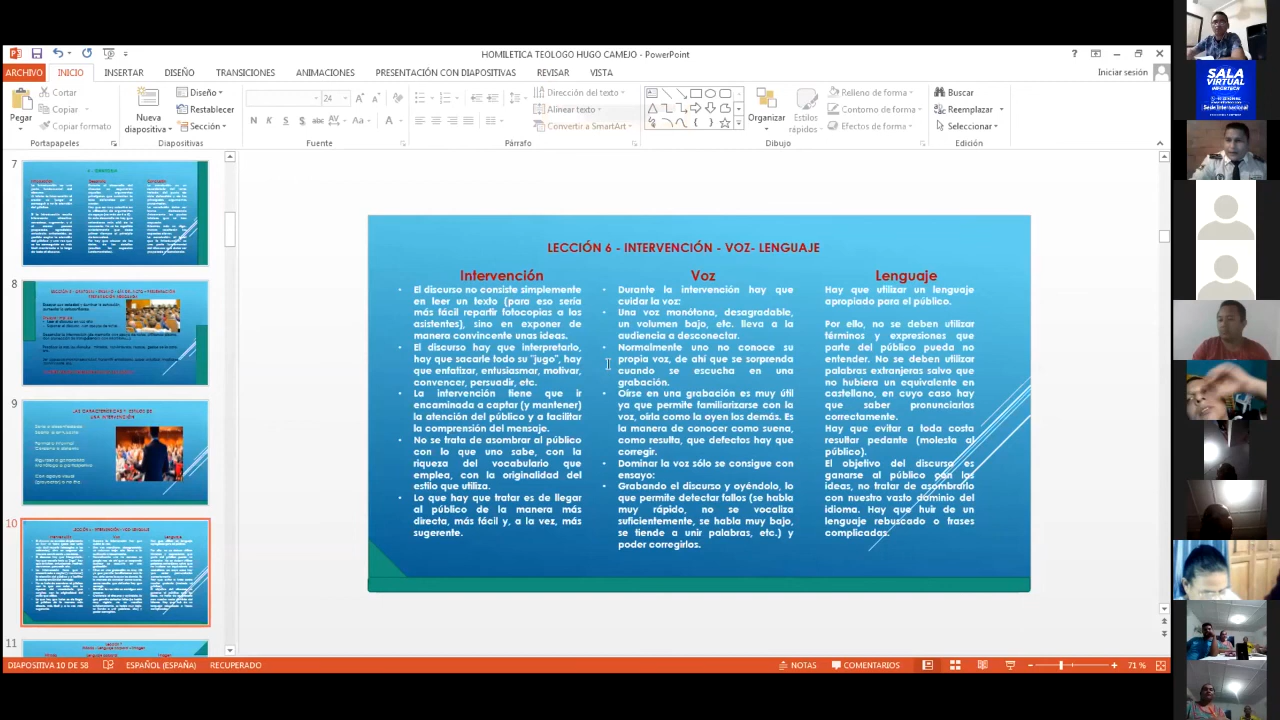 HOMILETICA TEOLOGO HUGO CAMEJO - PowerPoint
ARCHIVO INICIO INSERTAR DISEÑO TRANSICIONES ANIMACIONES PRESENTACIÓN CON DIAPOSITIVAS REVISAR VISTA
Iniciar sesión
Pegar
Cortar
Copiar
Copiar formato
Portapapeles
Nueva
diapositiva
Diseño
Restablecer
Sección
Diapositivas
24
Fuente
Dirección del texto
Alinear texto
Convertir a SmartArt
Párrafo
Organizar
Estilos
rápidos
Relleno de forma
Contorno de forma
Efectos de forma
Dibujo
Buscar
Reemplazar
Seleccionar
Edición
7
8
9
LAS CARACTERÍSTICAS Y ESTILOS DE
UNA INTERVENCIÓN
10
11
LECCIÓN 6 - INTERVENCIÓN - VOZ- LENGUAJE
Intervención
El discurso no consiste simplemente
en leer un texto (para eso sería
más fácil repartir fotocopias a los
asistentes), sino en exponer de
manera convincente unas ideas.
El discurso hay que interpretarlo,
hay que sacarle todo su "jugo", hay
que enfatizar, entusiasmar, motivar,
convencer, persuadir, etc.
La intervención tiene que ir
encaminada a captar (y mantener)
la atención del público y a facilitar
la comprensión del mensaje.
No se trata de asombrar al público
con lo que uno sabe, con la
riqueza del vocabulario que
emplea, con la originalidad del
estilo que utiliza.
Lo que hay que tratar es de llegar
al público de la manera más
directa, más fácil y, a la vez, más
sugerente.
Voz
Durante la intervención hay que
cuidar la voz:
Una voz monótona, desagradable,
un volumen bajo, etc. lleva a la
audiencia a desconectar.
Normalmente uno no conoce su
propia voz, de ahí que se sorprenda
cuando se escucha en una
grabación.
Oírse en una grabación es muy útil
ya que permite familiarizarse con la
voz, oírla como la oyen los demás. Es
la manera de conocer como suena,
como resulta, que defectos hay que
corregir.
Dominar la voz sólo se consigue con
ensayo:
Grabando el discurso y oyéndolo, lo
que permite detectar fallos (se habla
muy rápido, no se vocaliza
suficientemente, se habla muy bajo,
se tiende a unir palabras, etc.) y
poder corregirlos.
Lenguaje
Hay que utilizar un lenguaje
apropiado para el público.
Por ello, no se deben utilizar
términos y expresiones que
parte del público pueda no
entender. No se deben utilizar
palabras extranjeras salvo que
no hubiera un equivalente en
castellano, en cuyo caso hay
que saber pronunciarlas
correctamente.
Hay que evitar a toda costa
resultar pedante (molesta al
público).
El objetivo del discurso es
ganarse al público con las
ideas, no tratar de asombrarlo
con nuestro vasto dominio del
idioma. Hay que huir de un
lenguaje rebuscado o frases
complicadas.
DIAPOSITIVA 10 DE 58 ESPAÑOL (ESPAÑA) RECUPERADO NOTAS COMENTARIOS 71 %
SALA
VIRTUAL
Sede Internacional